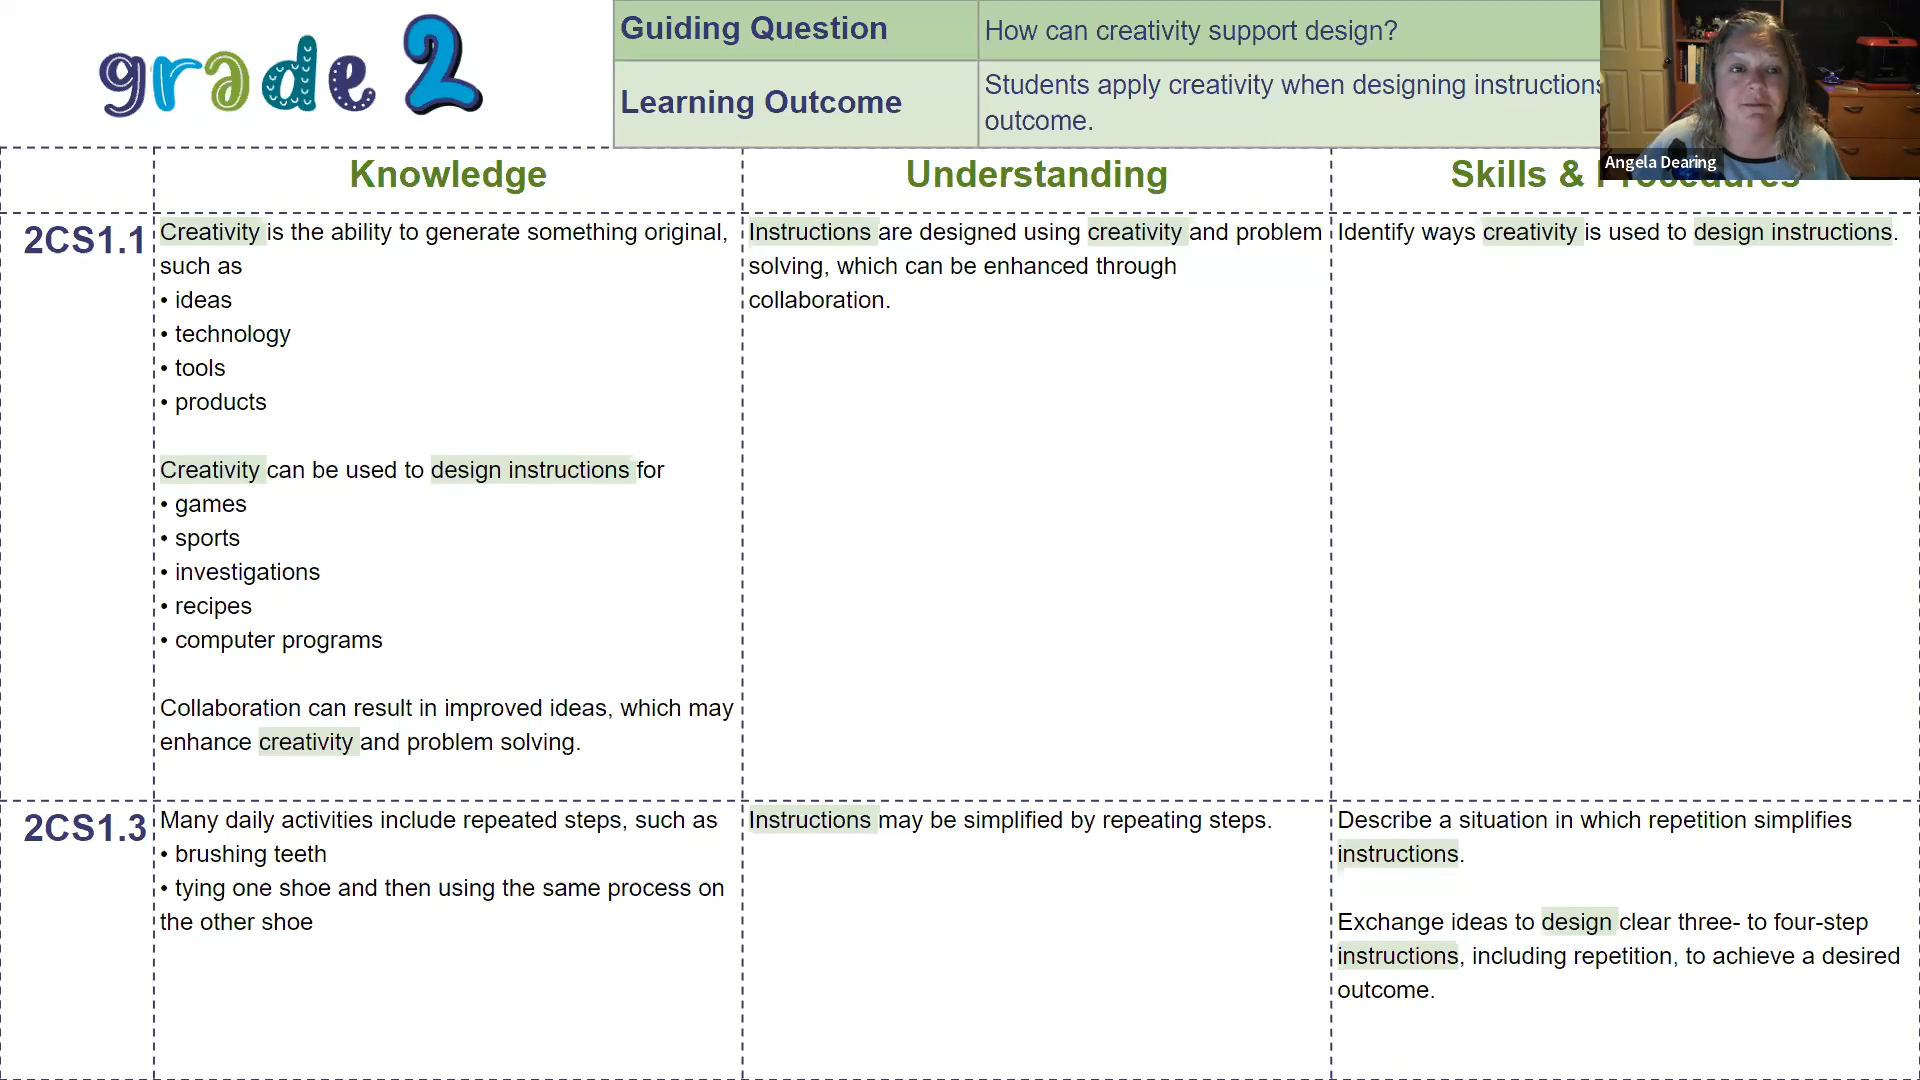 grade 2
Guiding Question
How can creativity support design?
Learning Outcome
Students apply creativity when designing instructions
outcome.
Angela Dearing
Knowledge
Understanding
Skills & Procedures
2CS1.1
Creativity is the ability to generate something original,
such as
• ideas
• technology
• tools
• products
Creativity can be used to design instructions for
• games
• sports
• investigations
• recipes
• computer programs
Collaboration can result in improved ideas, which may
enhance creativity and problem solving.
Instructions are designed using creativity and problem
solving, which can be enhanced through
collaboration.
Identify ways creativity is used to design instructions.
2CS1.3
Many daily activities include repeated steps, such as
• brushing teeth
• tying one shoe and then using the same process on
the other shoe
Instructions may be simplified by repeating steps.
Describe a situation in which repetition simplifies
instructions.
Exchange ideas to design clear three- to four-step
instructions, including repetition, to achieve a desired
outcome.